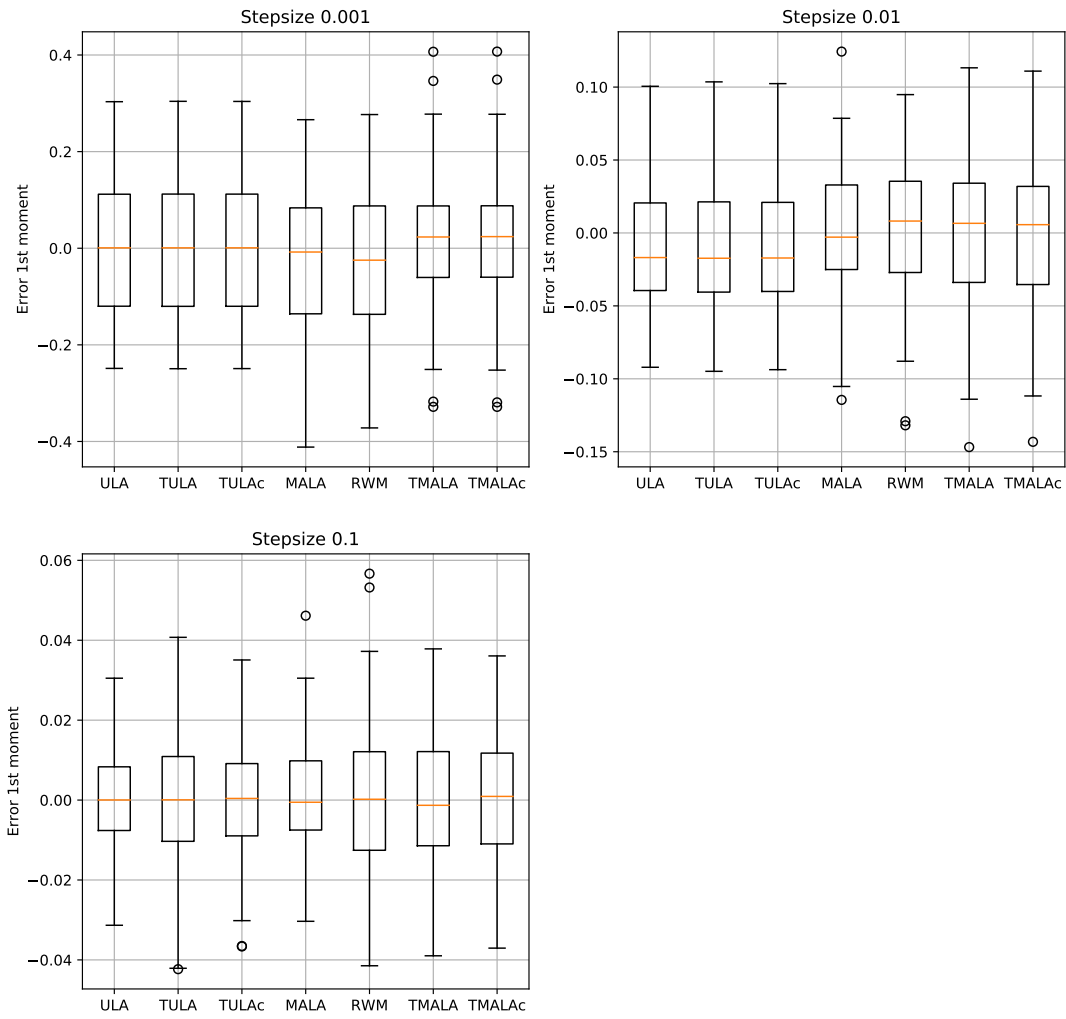 Stepsize 0.001
Error 1st moment
0.4
0.2
0.0
−0.2
−0.4
ULA TULA TULAc MALA RWM TMALA TMALAc
Stepsize 0.01
Error 1st moment
0.10
0.05
0.00
−0.05
−0.10
−0.15
ULA TULA TULAc MALA RWM TMALA TMALAc
Stepsize 0.1
Error 1st moment
0.06
0.04
0.02
0.00
−0.02
−0.04
ULA TULA TULAc MALA RWM TMALA TMALAc